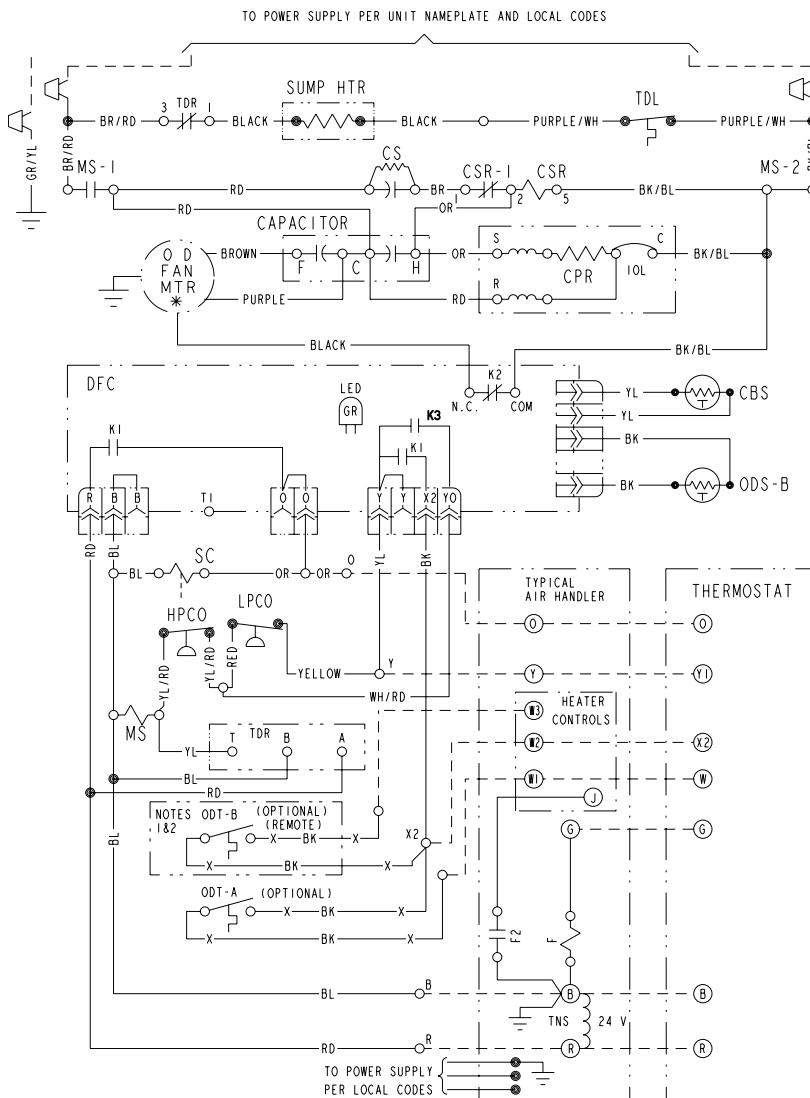 TO POWER SUPPLY PER UNIT NAMEPLATE AND LOCAL CODES
SUMP HTR
TDL
3 TDR 1
BR/RD
BLACK
BLACK
PURPLE/WH
PURPLE/WH
GR/YL
BR/RD
BK/BL
MS-1
CS
CSR-1
CSR
MS-2
RD
BR
1
2
5
BK/BL
RD
OR
CAPACITOR
O D
FAN
MTR
*
BROWN
F
C
H
OR
S
C
CPR
IOL
BK/BL
PURPLE
RD
R
BLACK
BK/BL
DFC
LED
GR
K2
N.C.
COM
YL
CBS
YL
BK
BK
ODS-B
K1
K3
K1
R
B
B
T1
O
O
Y
Y
X2
YO
RD
BL
YL
BK
BL
SC
OR
OR
O
TYPICAL
AIR HANDLER
THERMOSTAT
HPCO
LPCO
O
O
YL/RD
YL/RD
RED
YELLOW
Y
Y
Y1
WH/RD
HEATER
CONTROLS
W3
MS
YL
T
TDR
B
A
W2
X2
BL
W1
W
RD
J
NOTES
1&2
ODT-B
(OPTIONAL)
(REMOTE)
X
BK
X
X
BK
X
X2
G
G
BL
ODT-A
(OPTIONAL)
X
BK
X
X
BK
X
F2
F
BL
B
B
B
TNS
24 V
RD
R
R
R
TO POWER SUPPLY
PER LOCAL CODES